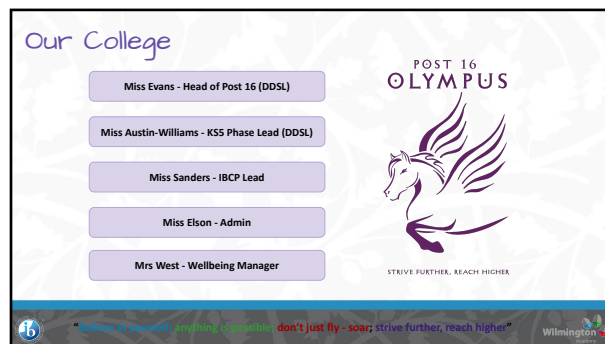 Our College
Miss Evans - Head of Post 16 (DDSL)
Miss Austin-Williams - KS5 Phase Lead (DDSL)
Miss Sanders - IBCP Lead
Miss Elson - Admin
Mrs West - Wellbeing Manager
POST 16
OLYMPUS
STRIVE FURTHER, REACH HIGHER
anything is possible; don't just fly - soar; strive further, reach higher"
ib
Wilmington
Academy